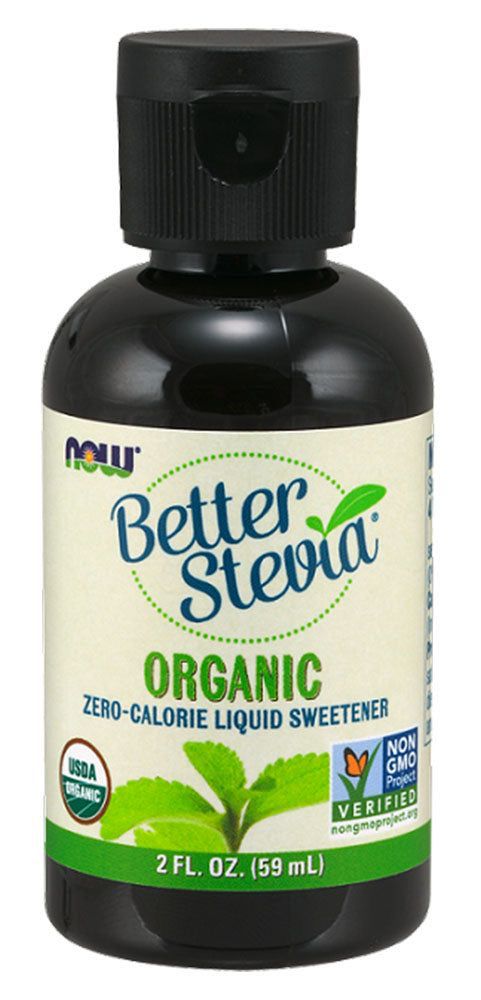 NOW®
Better
Stevia®
ORGANIC
ZERO-CALORIE LIQUID SWEETENER
USDA
ORGANIC
NON
GMO
Project
VERIFIED
nongmoproject.org
2 FL. OZ. (59 mL)